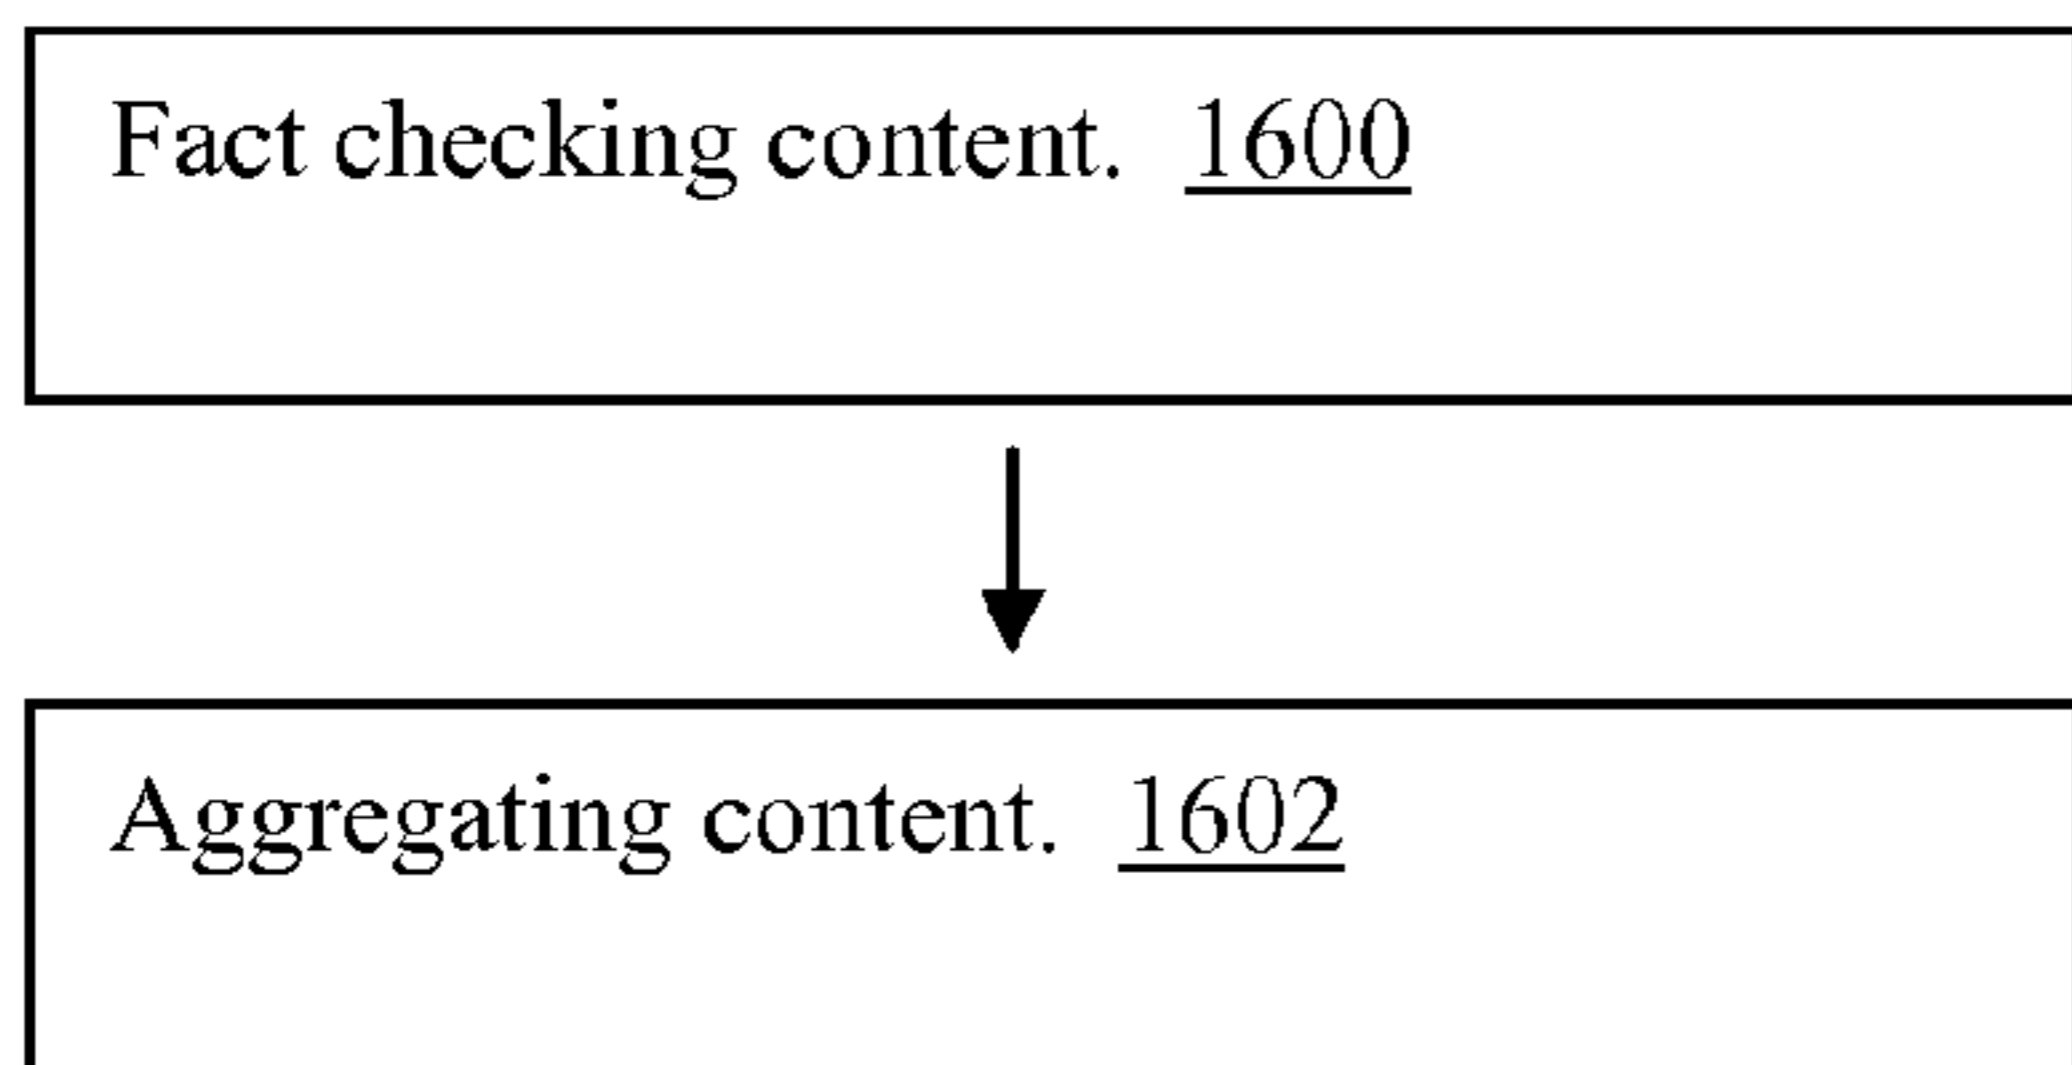 Fact checking content. 1600
Aggregating content. 1602